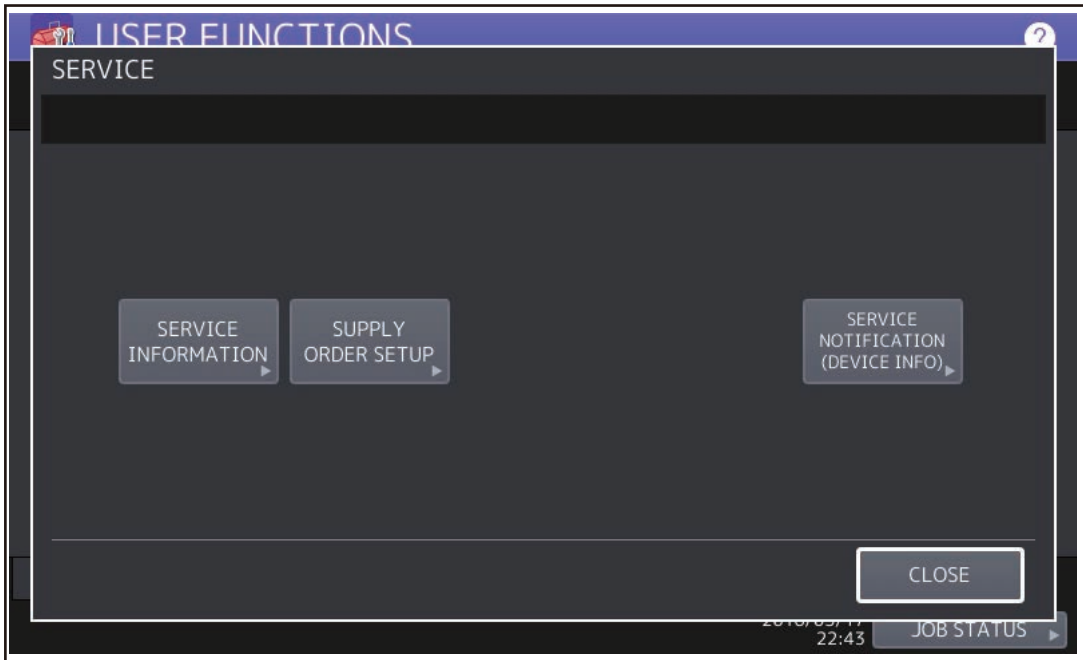 USER FUNCTIONS
?
SERVICE
SERVICE
INFORMATION
SUPPLY
ORDER SETUP
SERVICE
NOTIFICATION
(DEVICE INFO)
CLOSE
22:43
JOB STATUS